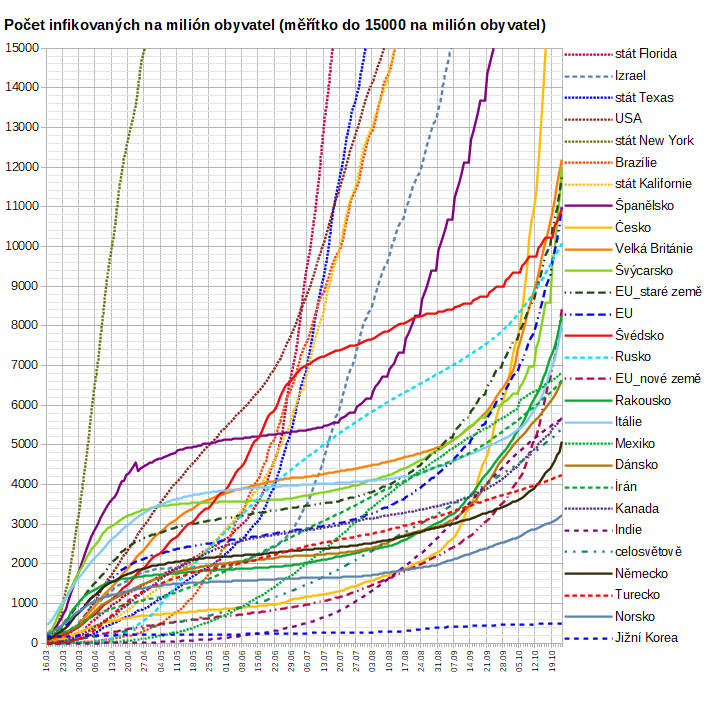 Počet infikovaných na milión obyvatel (měřítko do 15000 na milión obyvatel)
15000
14000
13000
12000
11000
10000
9000
8000
7000
6000
5000
4000
3000
2000
1000
0
16.03
23.03
30.03
06.04
13.04
20.04
27.04
04.05
11.05
18.05
25.05
01.06
08.06
15.06
22.06
29.06
06.07
13.07
20.07
27.07
03.08
10.08
17.08
24.08
31.08
07.09
14.09
21.09
28.09
05.10
12.10
19.10
stát Florida
Izrael
stát Texas
USA
stát New York
Brazílie
stát Kalifornie
Španělsko
Česko
Velká Británie
Švýcarsko
EU_staré země
EU
Švédsko
Rusko
EU_nové země
Rakousko
Itálie
Mexiko
Dánsko
Írán
Kanada
Indie
celosvětově
Německo
Turecko
Norsko
Jižní Korea